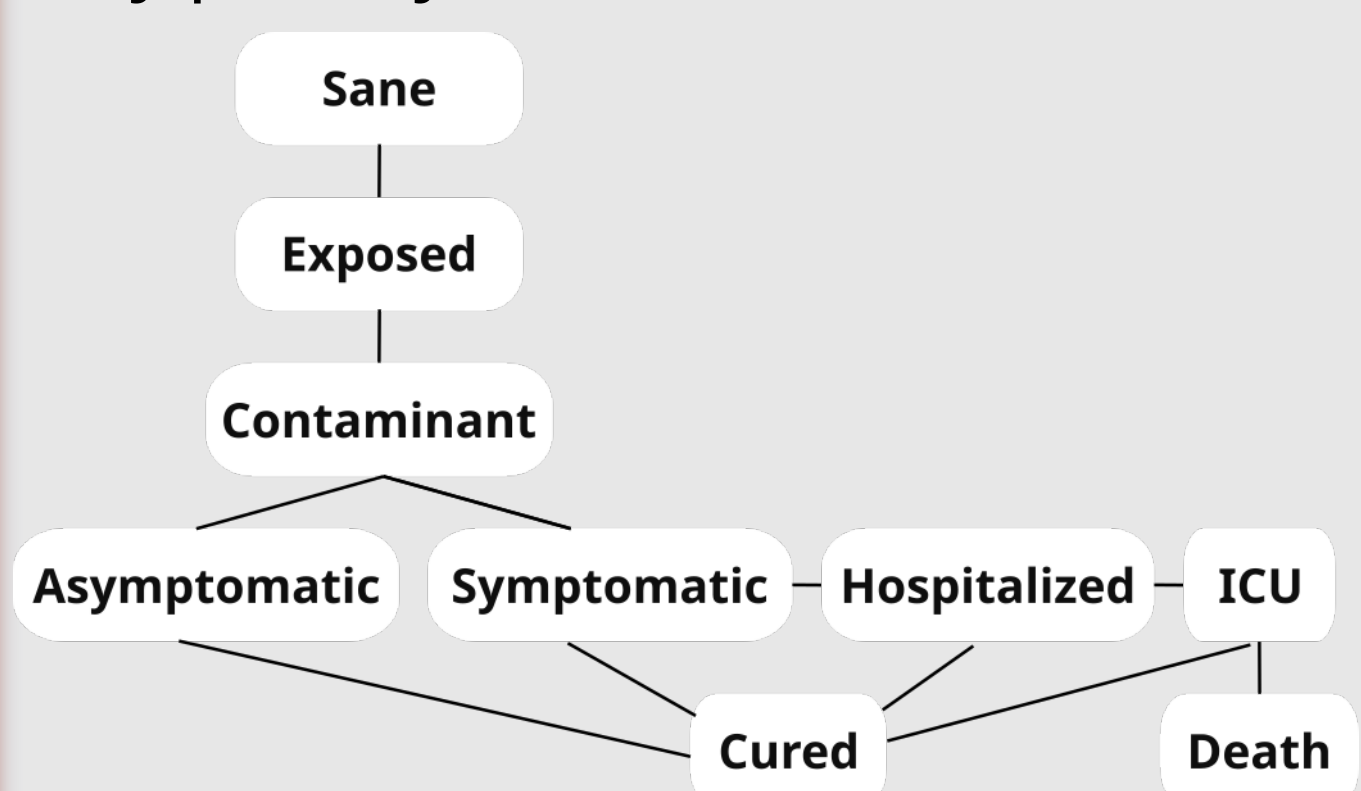 Sane
Exposed
Contaminant
Asymptomatic
Symptomatic
Hospitalized
ICU
Cured
Death